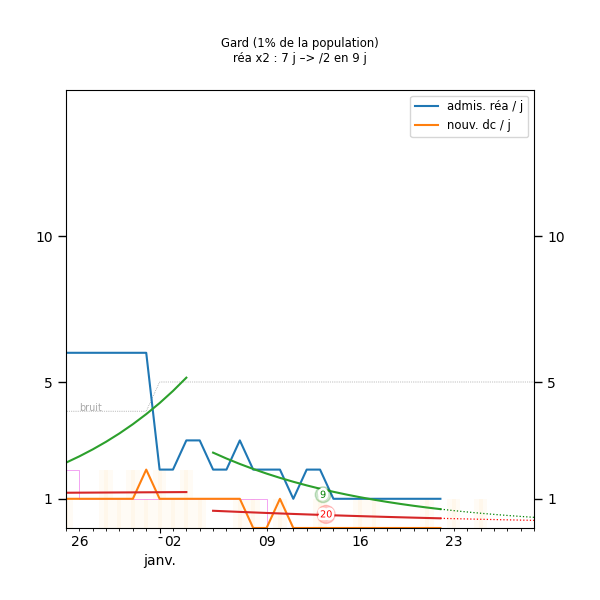 Gard (1% de la population)
réa x2 : 7 j –> /2 en 9 j
admis. réa / j
nouv. dc / j
10
10
5
5
bruit
1
1
9
20
26
02
09
16
23
janv.